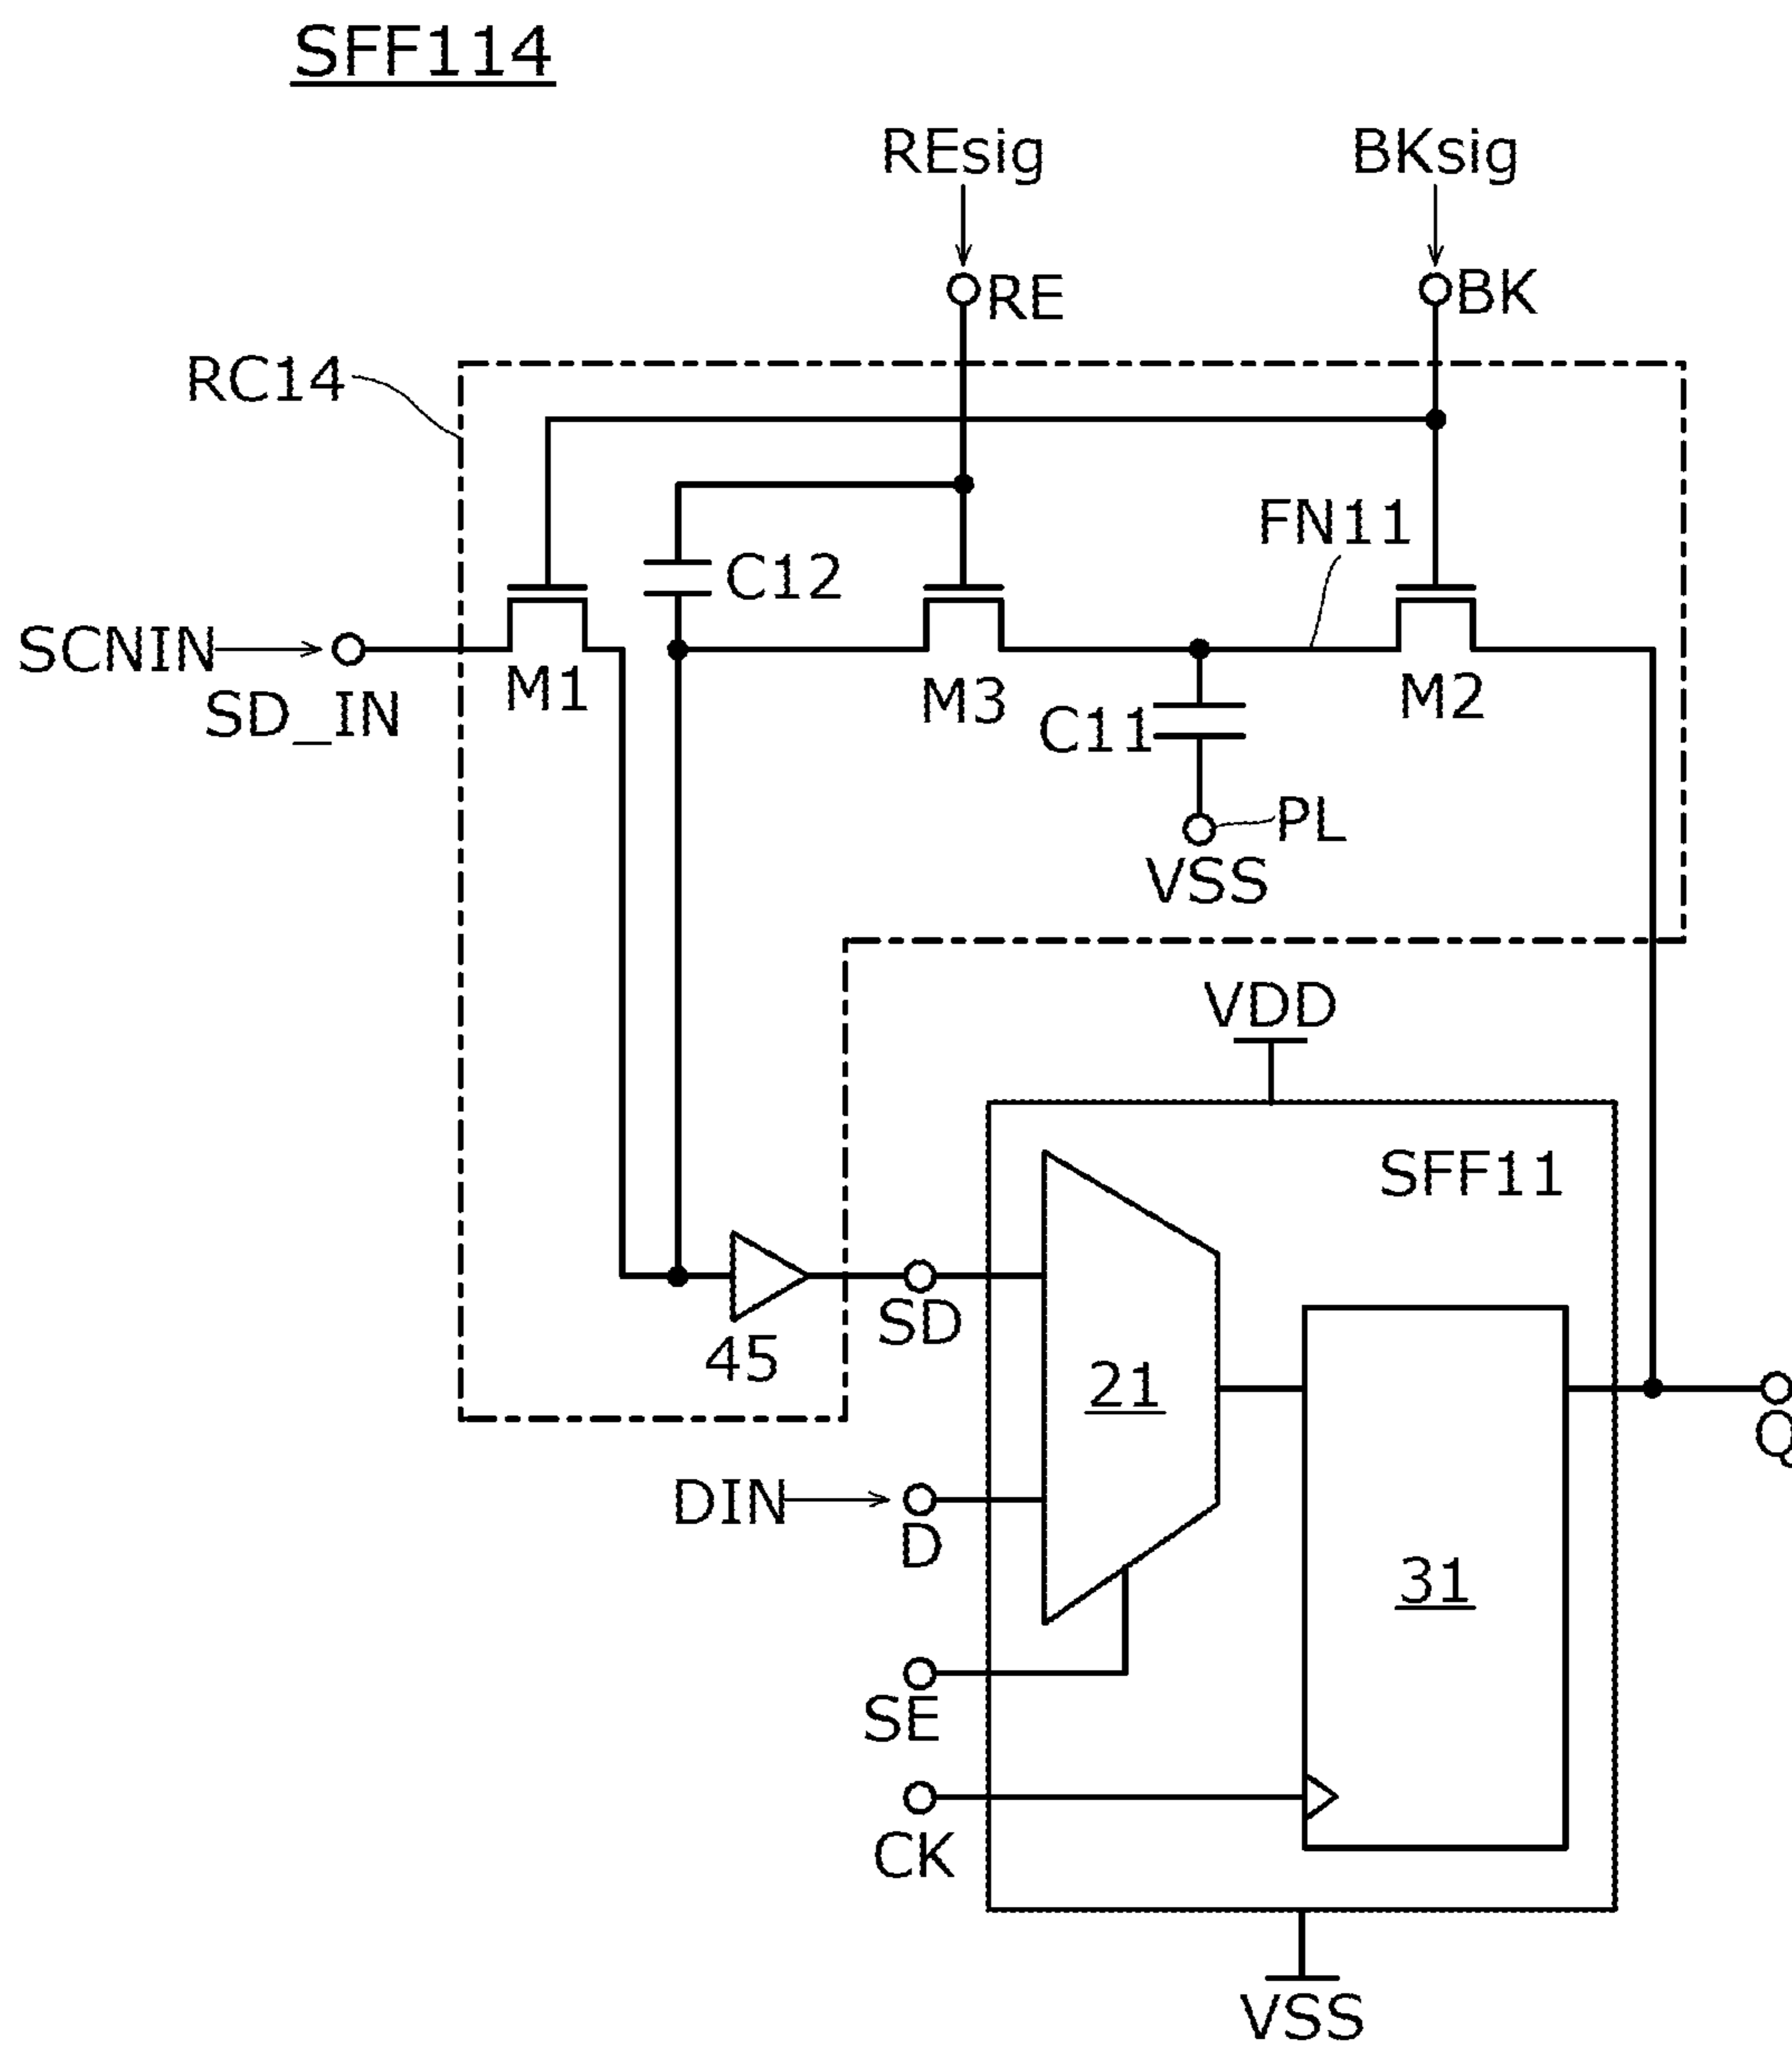 SFF114
REsig
BKsig
RE
BK
RC14
FN11
C12
SCNIN
M1
M3
M2
SD_IN
C11
PL
VSS
VDD
SFF11
SD
45
21
Q
DIN
D
31
SE
CK
VSS